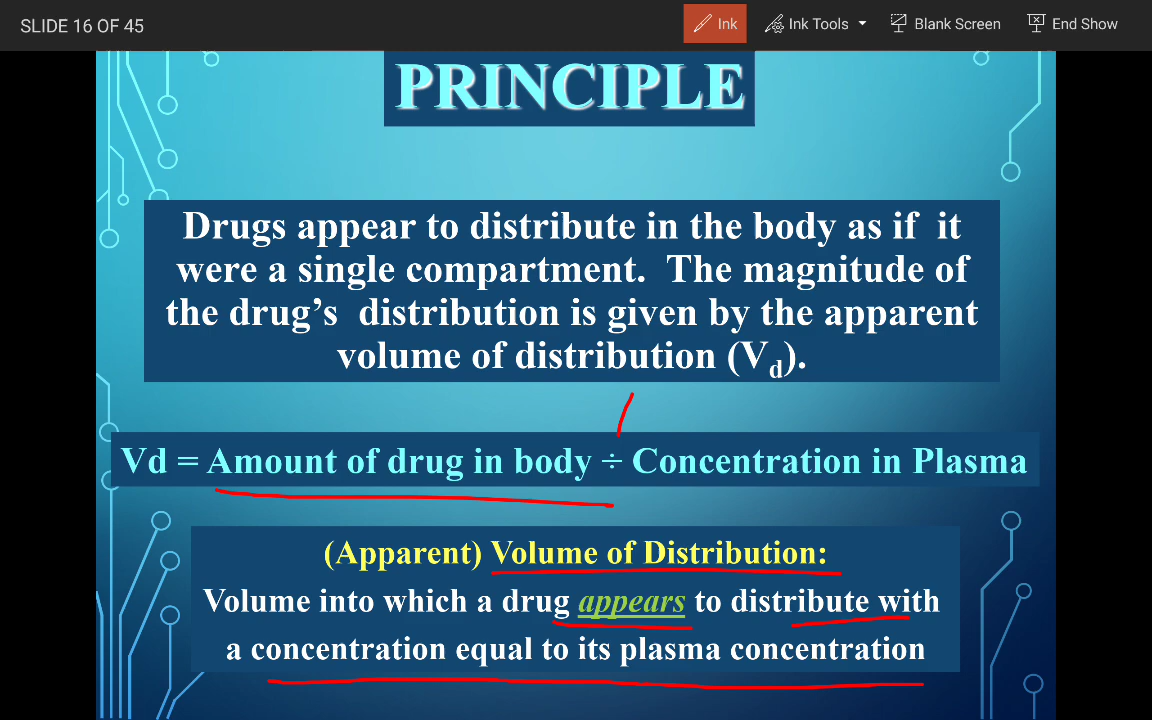 SLIDE 16 OF 45
Ink
Ink Tools
Blank Screen
End Show
PRINCIPLE
Drugs appear to distribute in the body as if it
were a single compartment. The magnitude of
the drug’s distribution is given by the apparent
volume of distribution (Vd).
Vd = Amount of drug in body ÷ Concentration in Plasma
(Apparent) Volume of Distribution:
Volume into which a drug appears to distribute with
a concentration equal to its plasma concentration